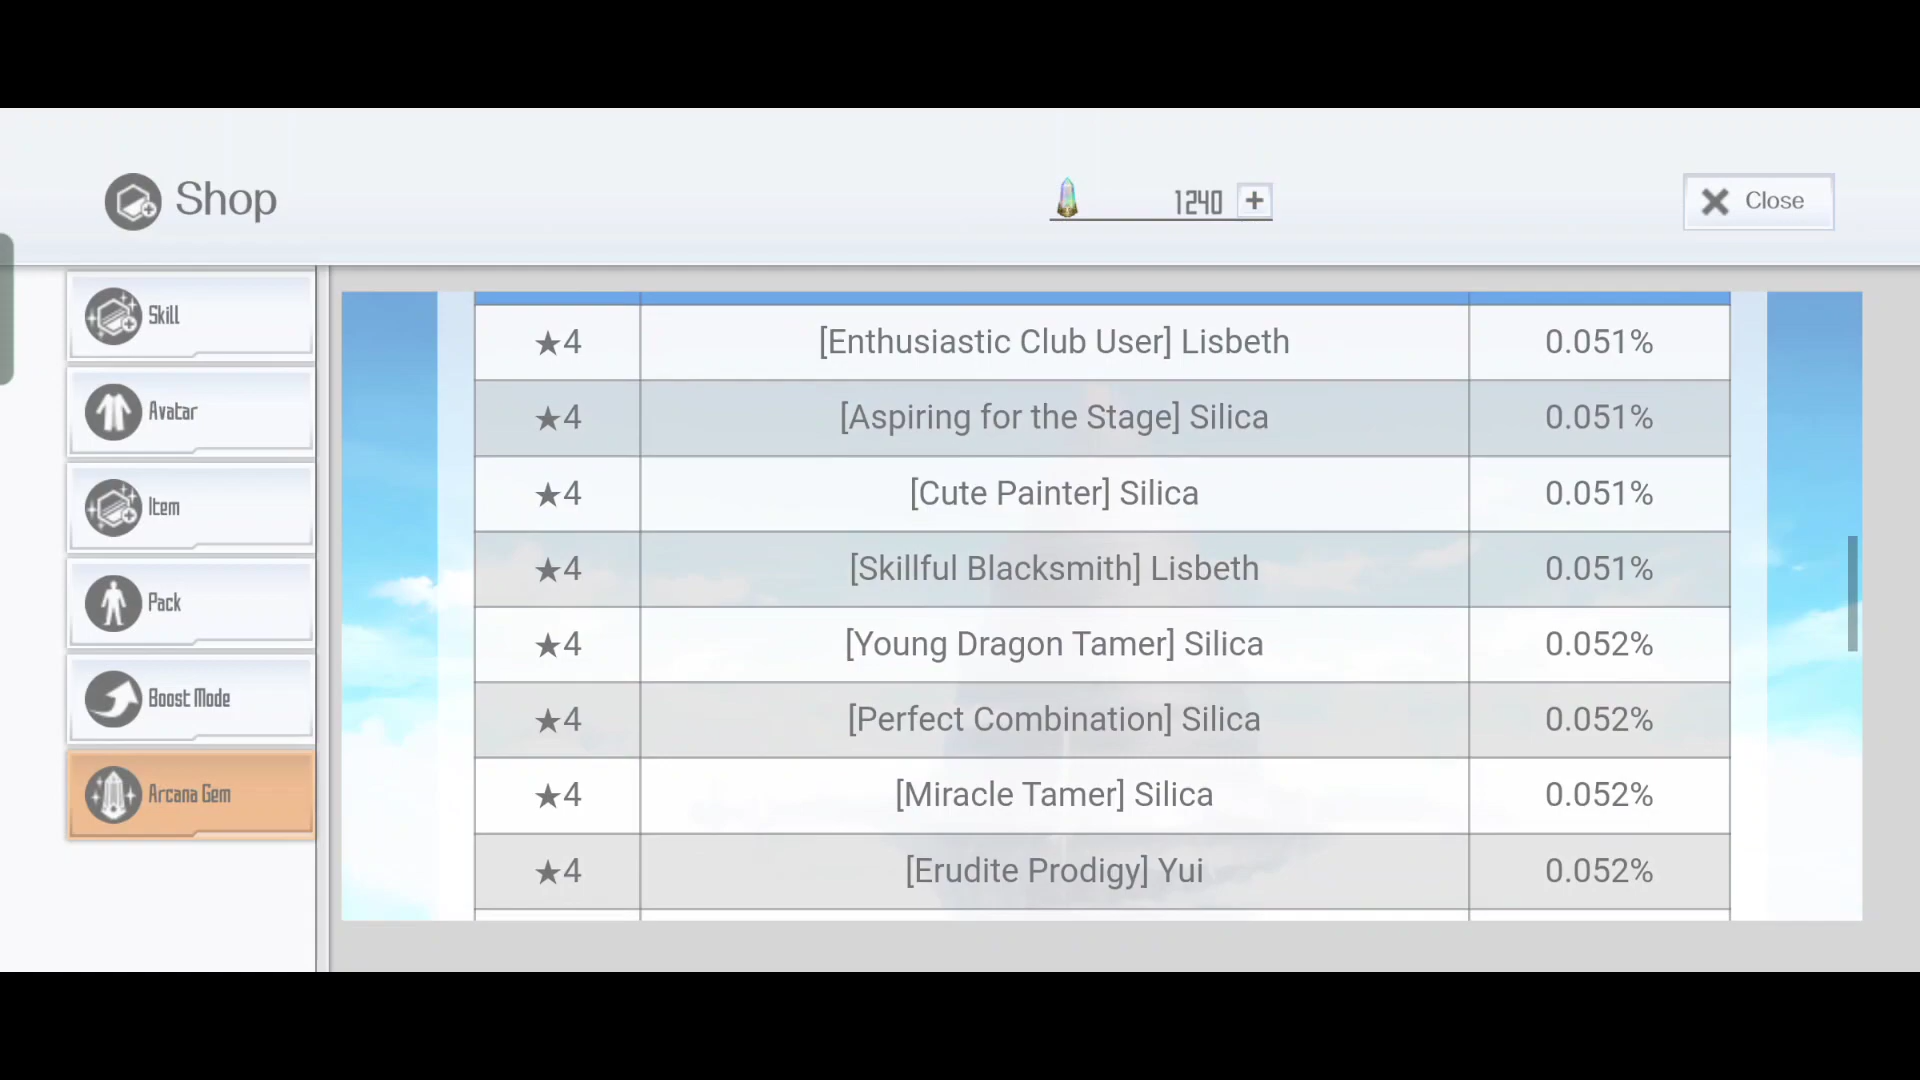 Shop
1240 +
Close
Skill
Avatar
Item
Pack
Boost Mode
Arcana Gem
★4 [Enthusiastic Club User] Lisbeth 0.051%
★4 [Aspiring for the Stage] Silica 0.051%
★4 [Cute Painter] Silica 0.051%
★4 [Skillful Blacksmith] Lisbeth 0.051%
★4 [Young Dragon Tamer] Silica 0.052%
★4 [Perfect Combination] Silica 0.052%
★4 [Miracle Tamer] Silica 0.052%
★4 [Erudite Prodigy] Yui 0.052%